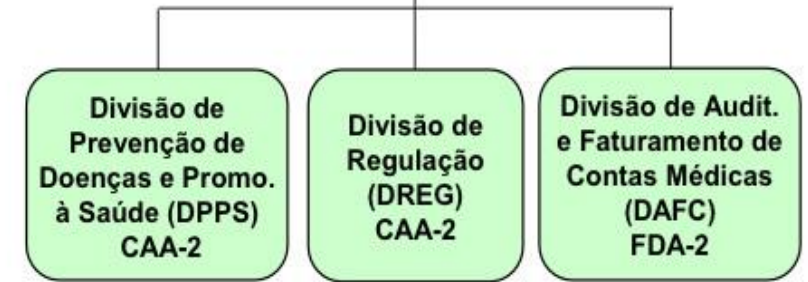 Divisão de
Prevenção de
Doenças e Promo.
à Saúde (DPPS)
CAA-2
Divisão de
Regulação
(DREG)
CAA-2
Divisão de Audit.
e Faturamento de
Contas Médicas
(DAFC)
FDA-2